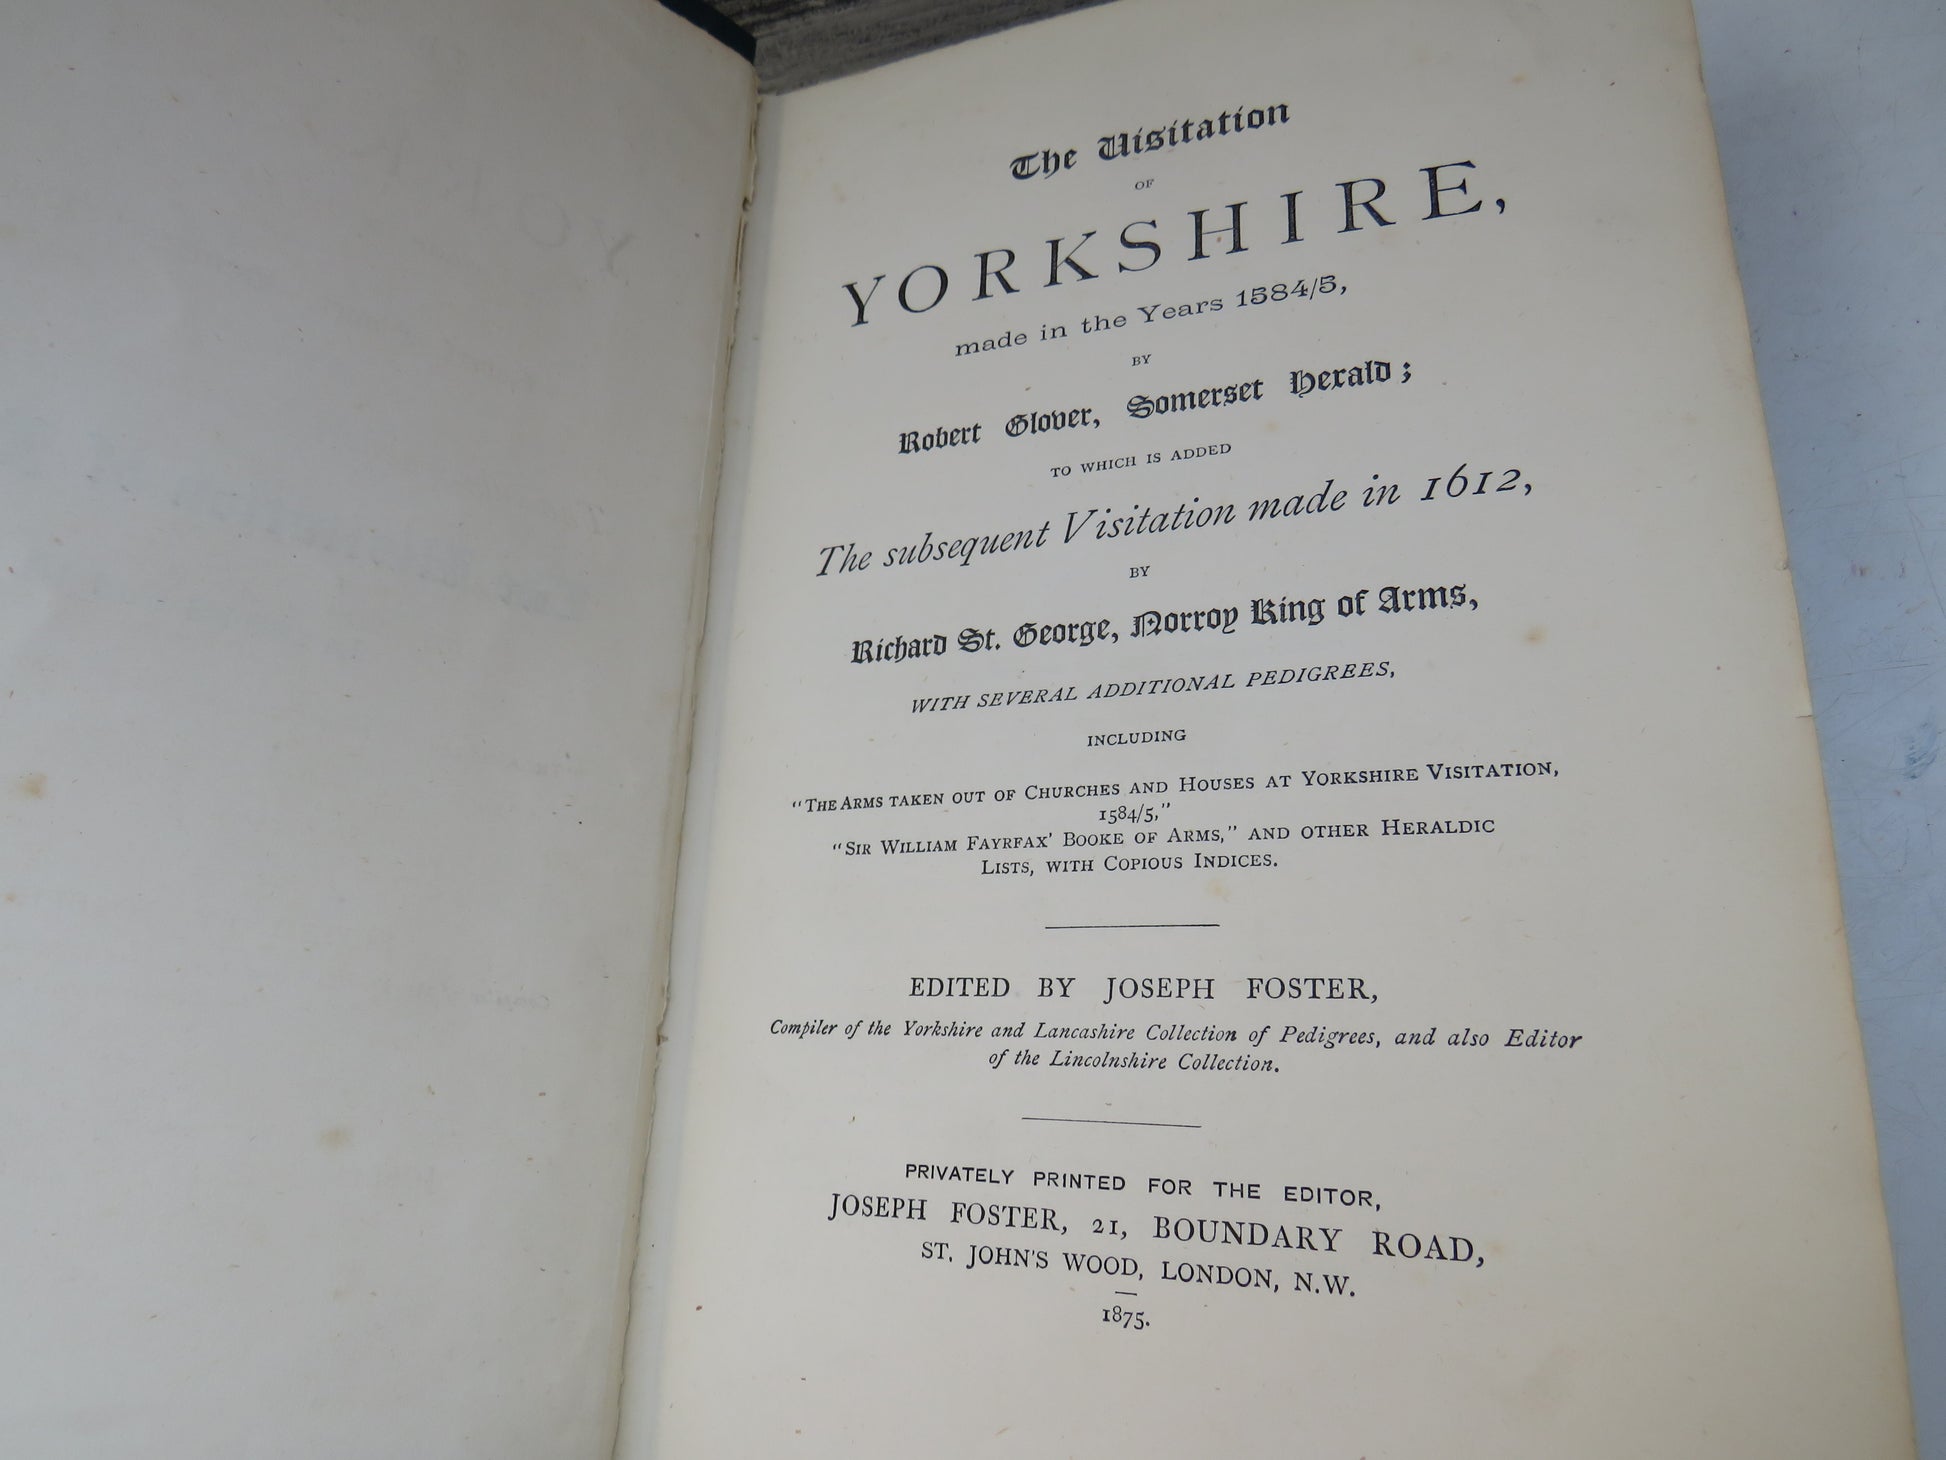 The Visitation
OF
YORKSHIRE,
made in the Years 1584/5,
BY
Robert Glover, Somerset Herald;
TO WHICH IS ADDED
The subsequent Visitation made in 1612,
BY
Richard St. George, Norroy King of Arms,
WITH SEVERAL ADDITIONAL PEDIGREES,
INCLUDING
"THE ARMS TAKEN OUT OF CHURCHES AND HOUSES AT YORKSHIRE VISITATION,
1584/5,"
"SIR WILLIAM FAYRFAX' BOOKE OF ARMS," AND OTHER HERALDIC
LISTS, WITH COPIOUS INDICES.
EDITED BY JOSEPH FOSTER,
Compiler of the Yorkshire and Lancashire Collection of Pedigrees, and also Editor
of the Lincolnshire Collection.
PRIVATELY PRINTED FOR THE EDITOR,
JOSEPH FOSTER, 21, BOUNDARY ROAD,
ST. JOHN'S WOOD, LONDON, N.W.
1875.